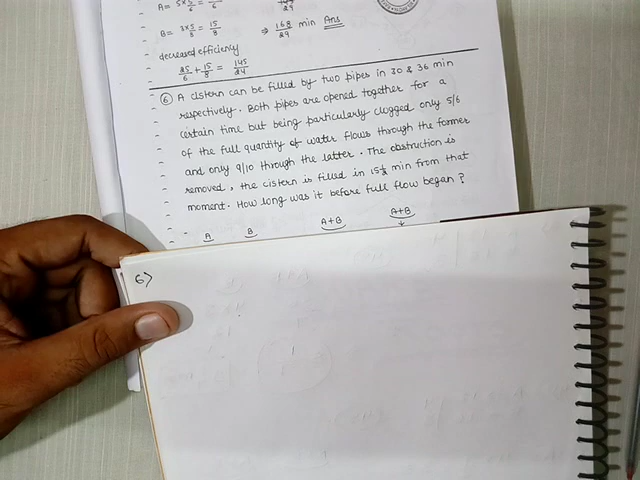 A = 5x5/6 =
B = 3x5/8 = 15/8
⇒ 168/29 min Ans
decreased efficiency
25/6 + 15/8 = 145/24
⑥ A cistern can be filled by two pipes in 30 & 36 min
respectively. Both pipes are opened together for a
certain time but being particularly clogged only 5/6
of the full quantity of water flows through the former
and only 9/10 through the latter. The obstruction is
removed, the cistern is filled in 15½ min from that
moment. How long was it before full flow began?
A B A+B A+B
6>